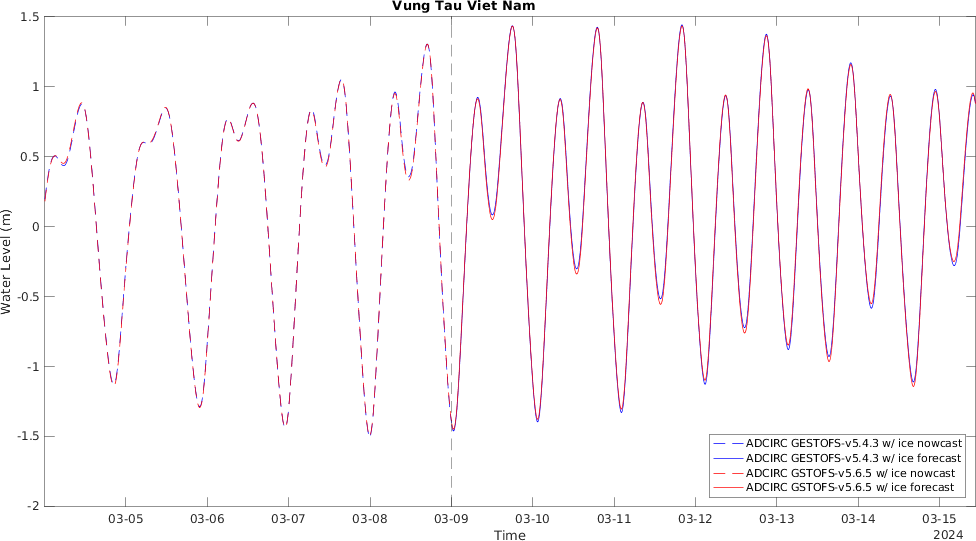 Vung Tau Viet Nam
1.5
1
0.5
0
-0.5
-1
-1.5
-2
Water Level (m)
ADCIRC GESTOFS-v5.4.3 w/ ice nowcast
ADCIRC GESTOFS-v5.4.3 w/ ice forecast
ADCIRC GSTOFS-v5.6.5 w/ ice nowcast
ADCIRC GSTOFS-v5.6.5 w/ ice forecast
03-05 03-06 03-07 03-08 03-09 03-10 03-11 03-12 03-13 03-14 03-15
Time
2024